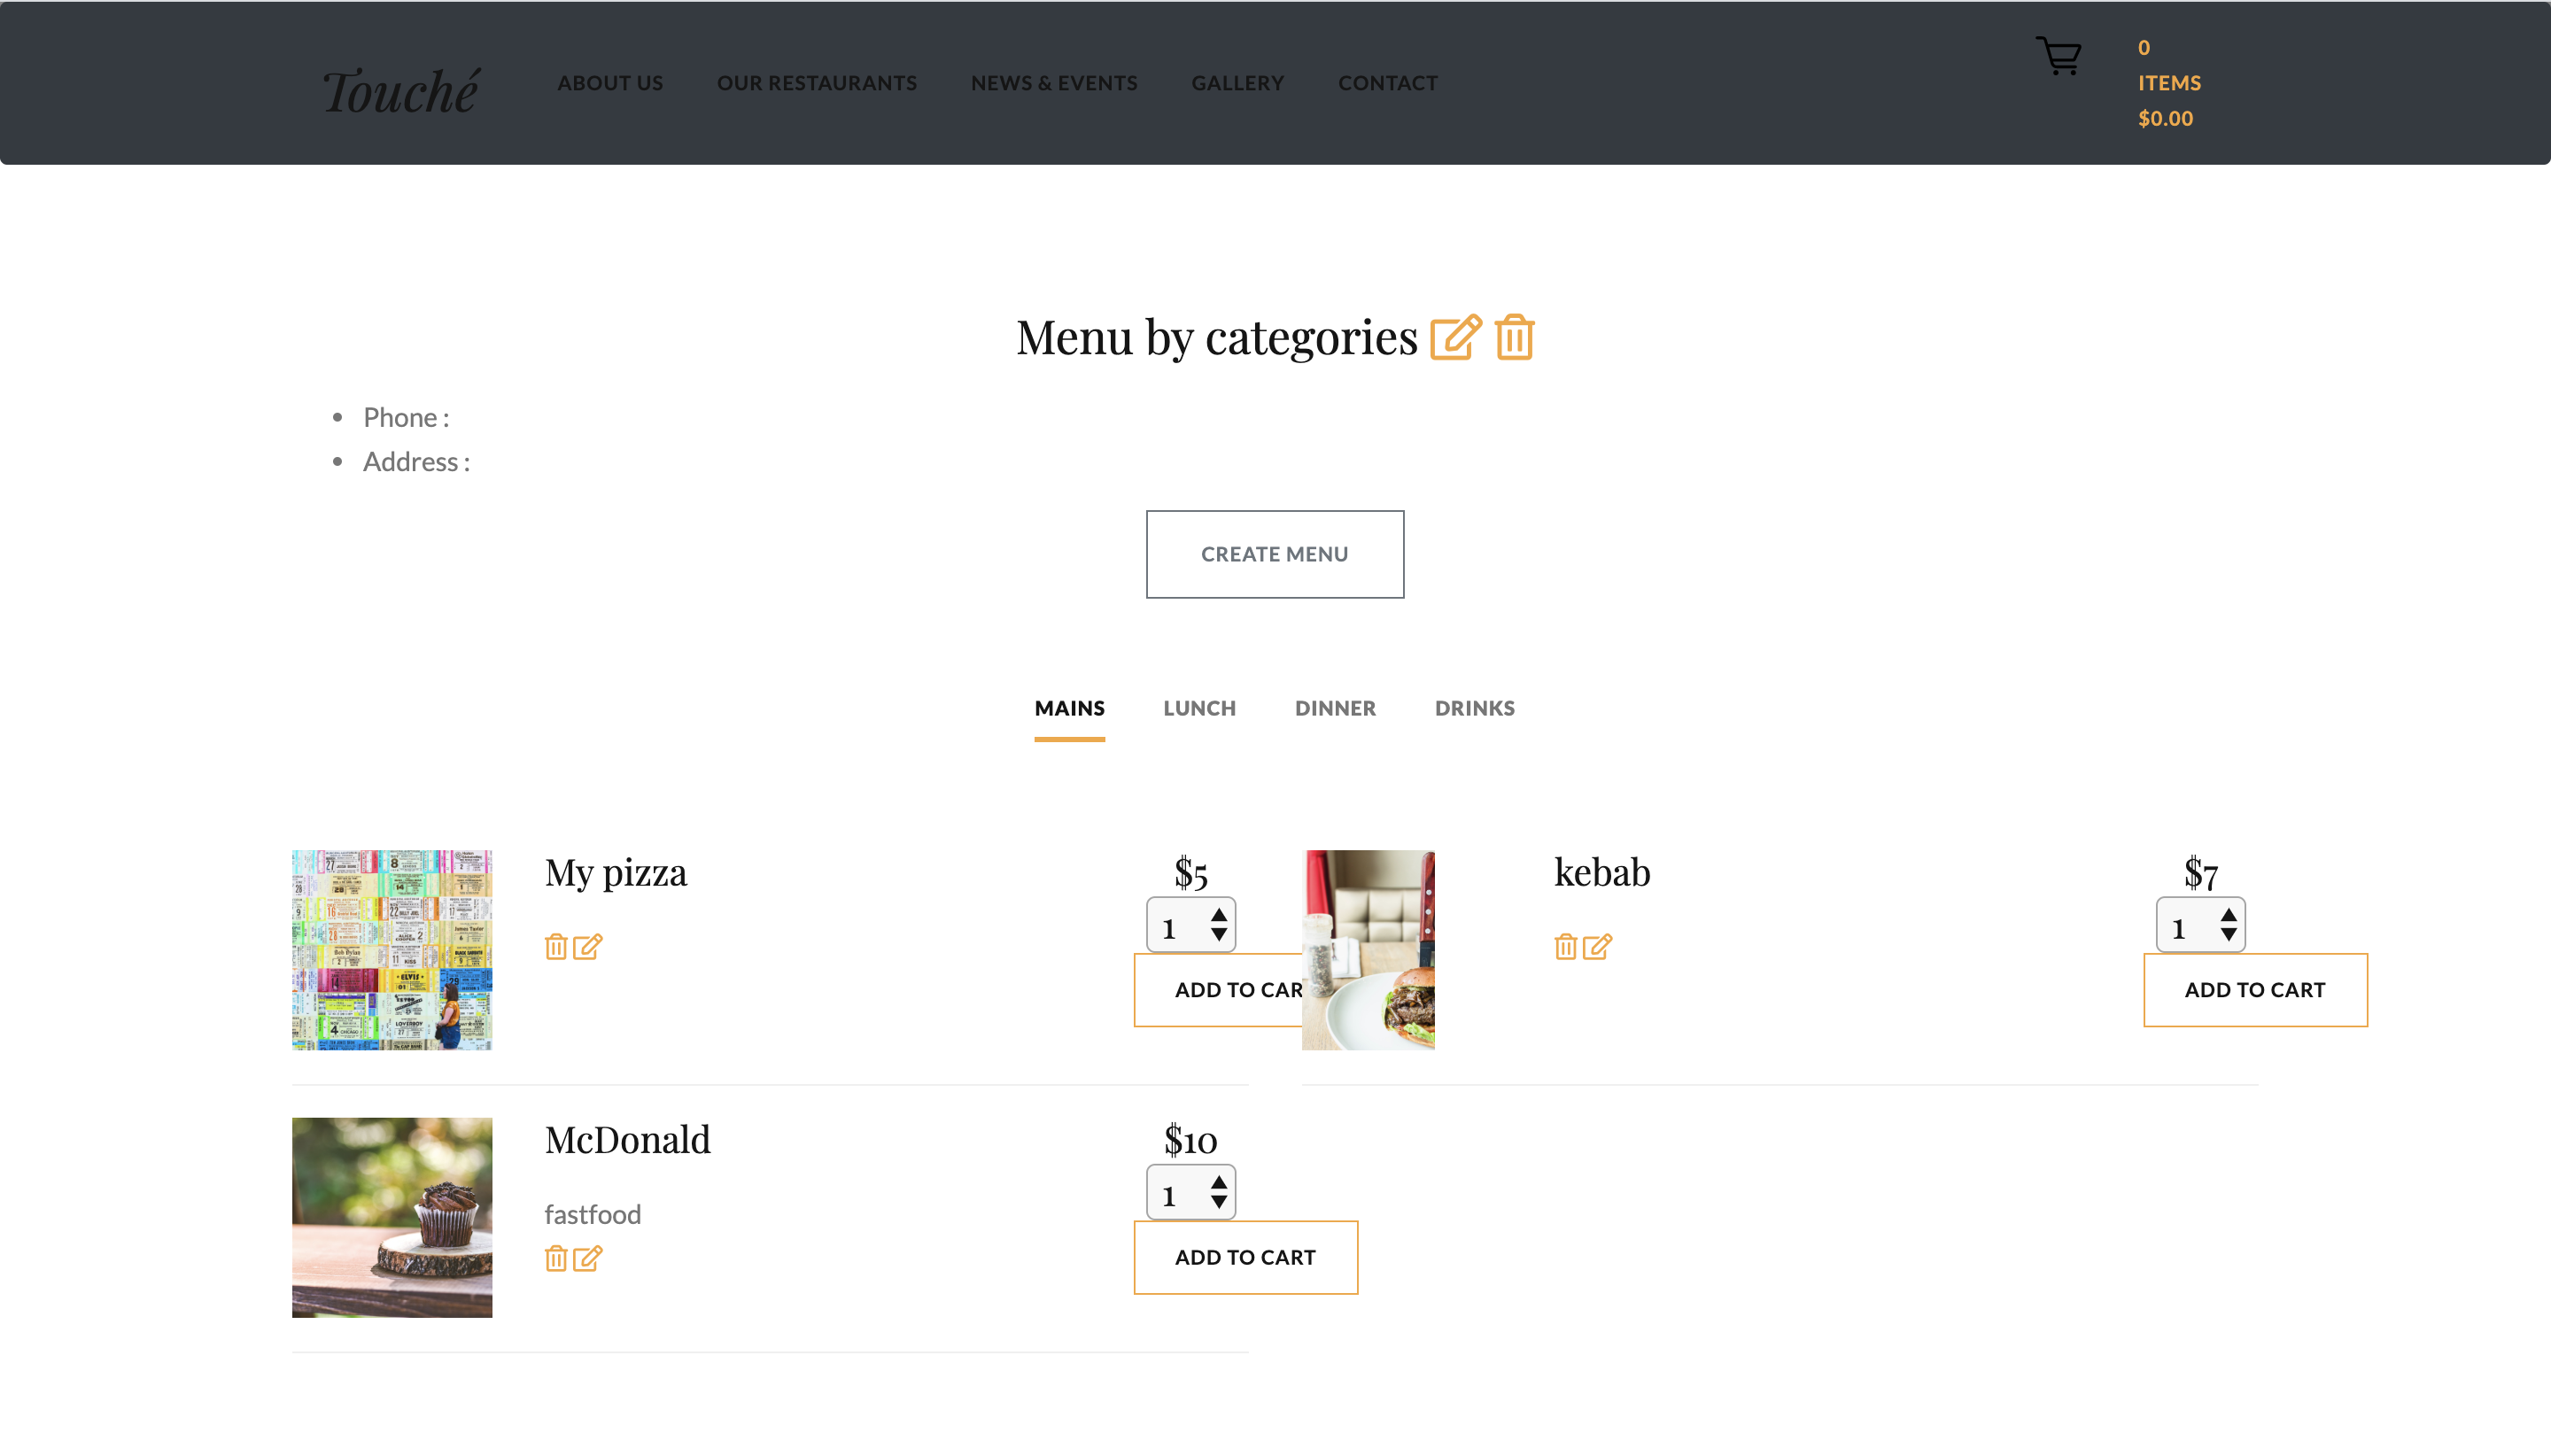 Touché ABOUT US OUR RESTAURANTS NEWS & EVENTS GALLERY CONTACT
0
ITEMS
$0.00
Menu by categories
Phone :
Address :
CREATE MENU
MAINS LUNCH DINNER DRINKS
My pizza
$5
1
ADD TO CAR
kebab
$7
1
ADD TO CART
McDonald
fastfood
$10
1
ADD TO CART